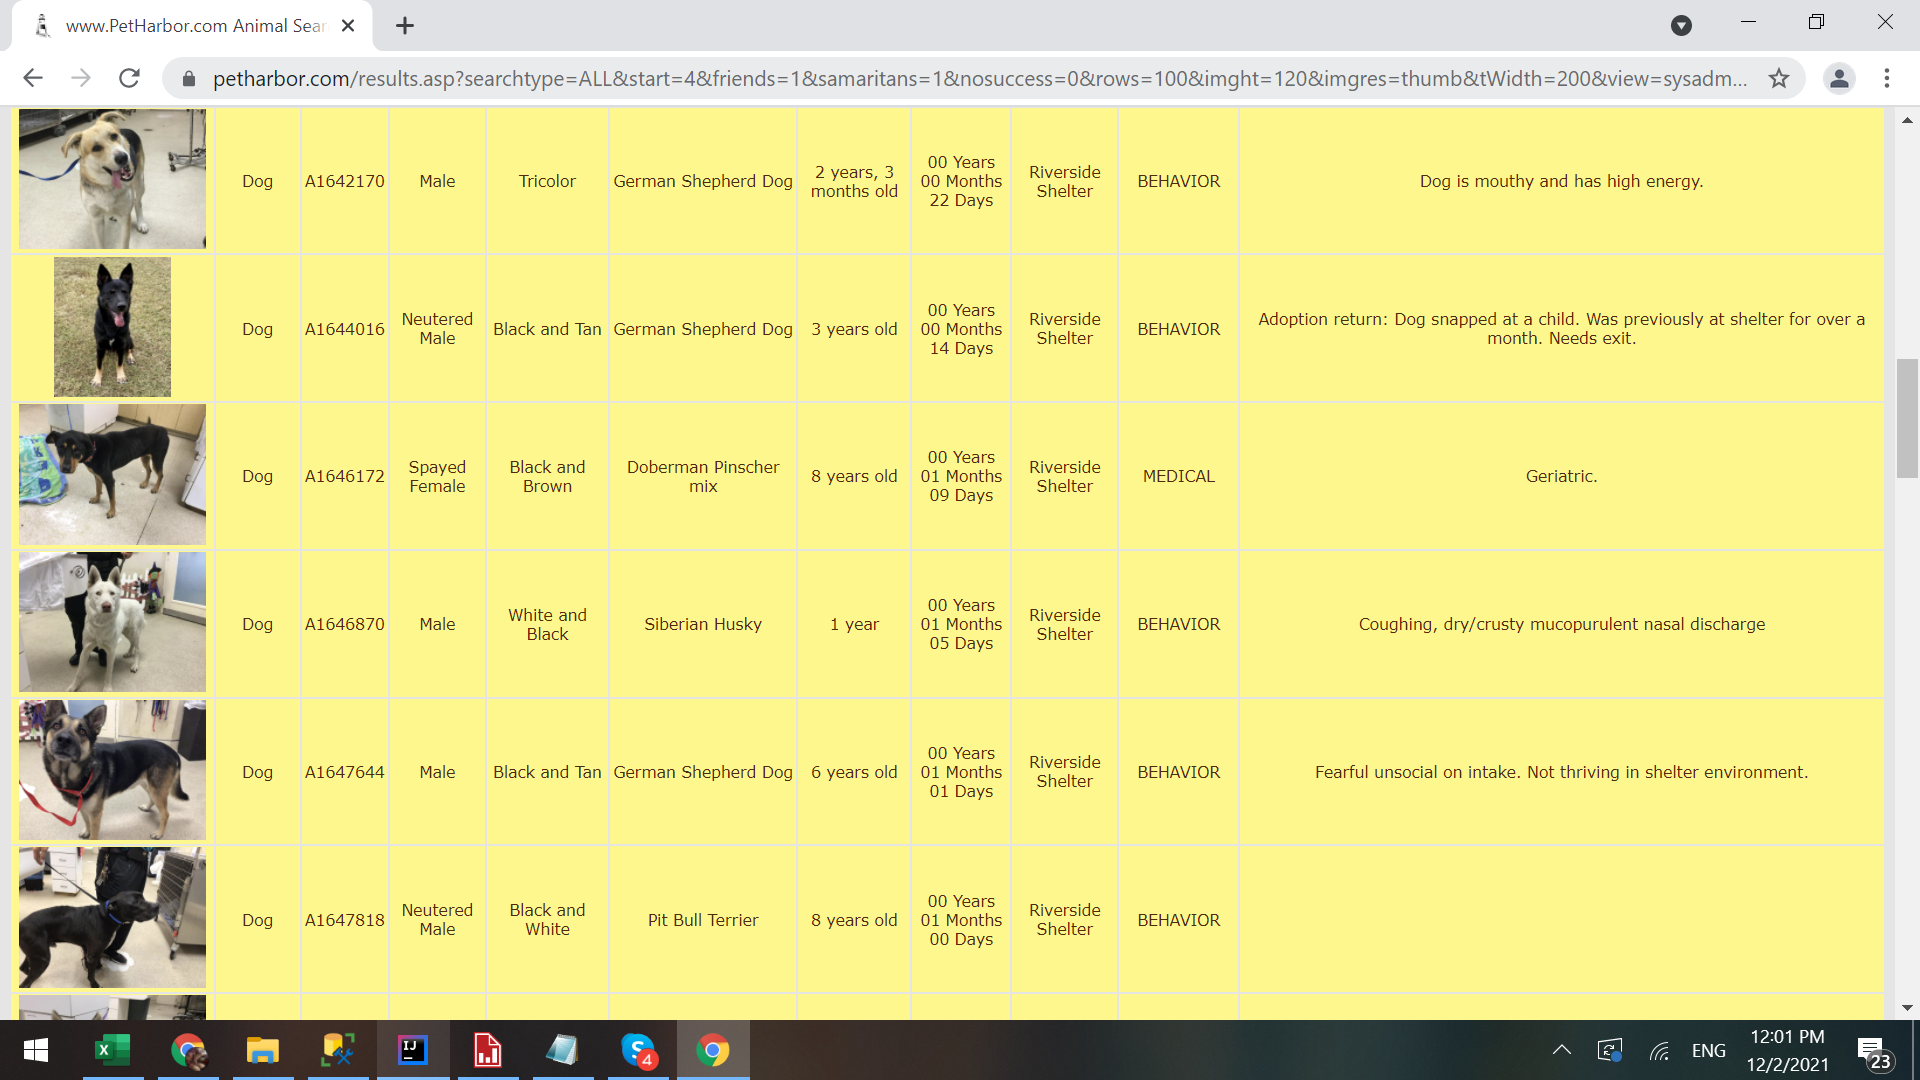 www.PetHarbor.com Animal Sear
petharbor.com/results.asp?searchtype=ALL&start=4&friends=1&samaritans=1&nosuccess=0&rows=100&imght=120&imgres=thumb&tWidth=200&view=sysadm...
Dog
A1642170
Male
Tricolor
German Shepherd Dog
2 years, 3
months old
00 Years
00 Months
22 Days
Riverside
Shelter
BEHAVIOR
Dog is mouthy and has high energy.
Dog
A1644016
Neutered
Male
Black and Tan
German Shepherd Dog
3 years old
00 Years
00 Months
14 Days
Riverside
Shelter
BEHAVIOR
Adoption return: Dog snapped at a child. Was previously at shelter for over a
month. Needs exit.
Dog
A1646172
Spayed
Female
Black and
Brown
Doberman Pinscher
mix
8 years old
00 Years
01 Months
09 Days
Riverside
Shelter
MEDICAL
Geriatric.
Dog
A1646870
Male
White and
Black
Siberian Husky
1 year
00 Years
01 Months
05 Days
Riverside
Shelter
BEHAVIOR
Coughing, dry/crusty mucopurulent nasal discharge
Dog
A1647644
Male
Black and Tan
German Shepherd Dog
6 years old
00 Years
01 Months
01 Days
Riverside
Shelter
BEHAVIOR
Fearful unsocial on intake. Not thriving in shelter environment.
Dog
A1647818
Neutered
Male
Black and
White
Pit Bull Terrier
8 years old
00 Years
01 Months
00 Days
Riverside
Shelter
BEHAVIOR
X
IJ
S
4
ENG
12:01 PM
12/2/2021
23